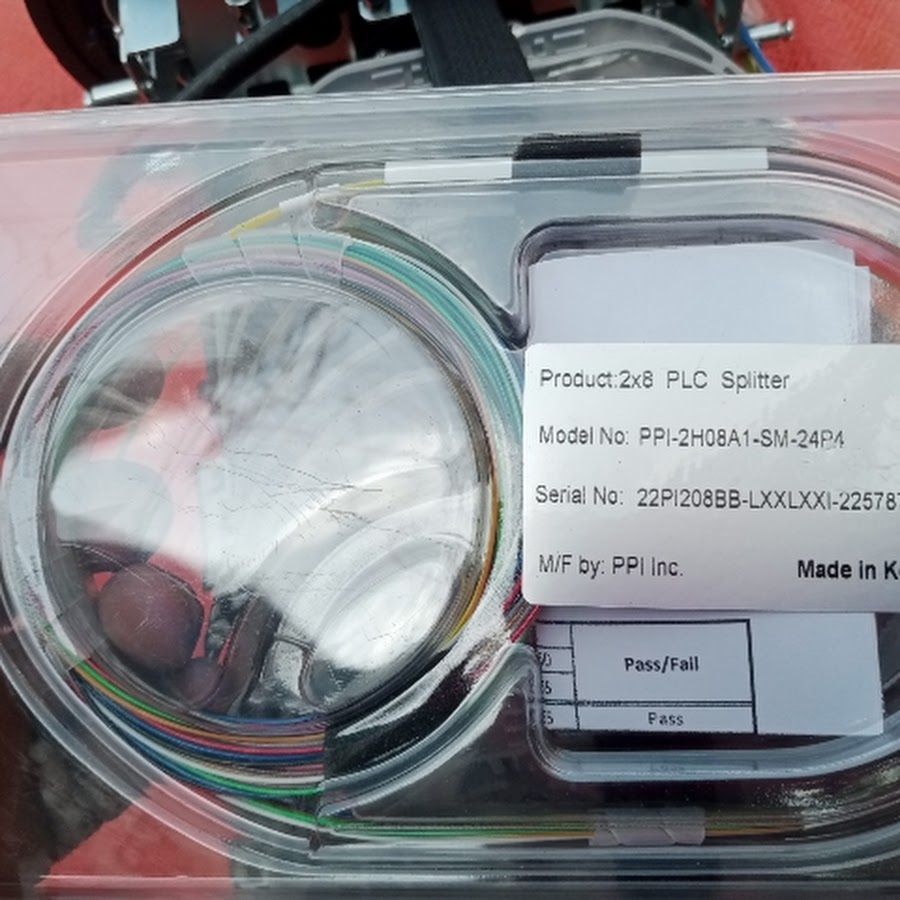 Product:2x8 PLC Splitter
Model No: PPI-2H08A1-SM-24P4
Serial No: 22PI208BB-LXXLXXI-22578
M/F by: PPI Inc.
Made in K
Pass/Fail
Pass